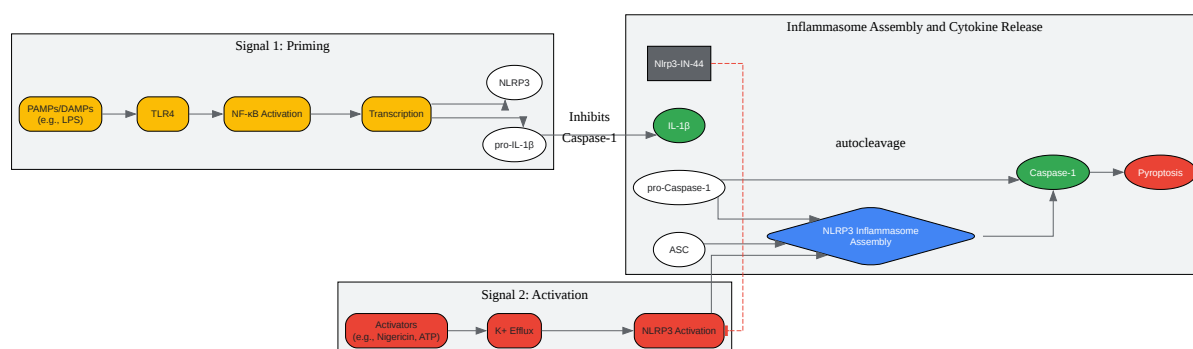 Signal 1: Priming
PAMPs/DAMPs
(e.g., LPS)
TLR4
NF-κB Activation
Transcription
NLRP3
pro-IL-1β
Inhibits
Caspase-1
Inflammasome Assembly and Cytokine Release
Nlrp3-IN-44
IL-1β
autocleavage
pro-Caspase-1
Caspase-1
Pyroptosis
ASC
NLRP3 Inflammasome
Assembly
Signal 2: Activation
Activators
(e.g., Nigericin, ATP)
K+ Efflux
NLRP3 Activation